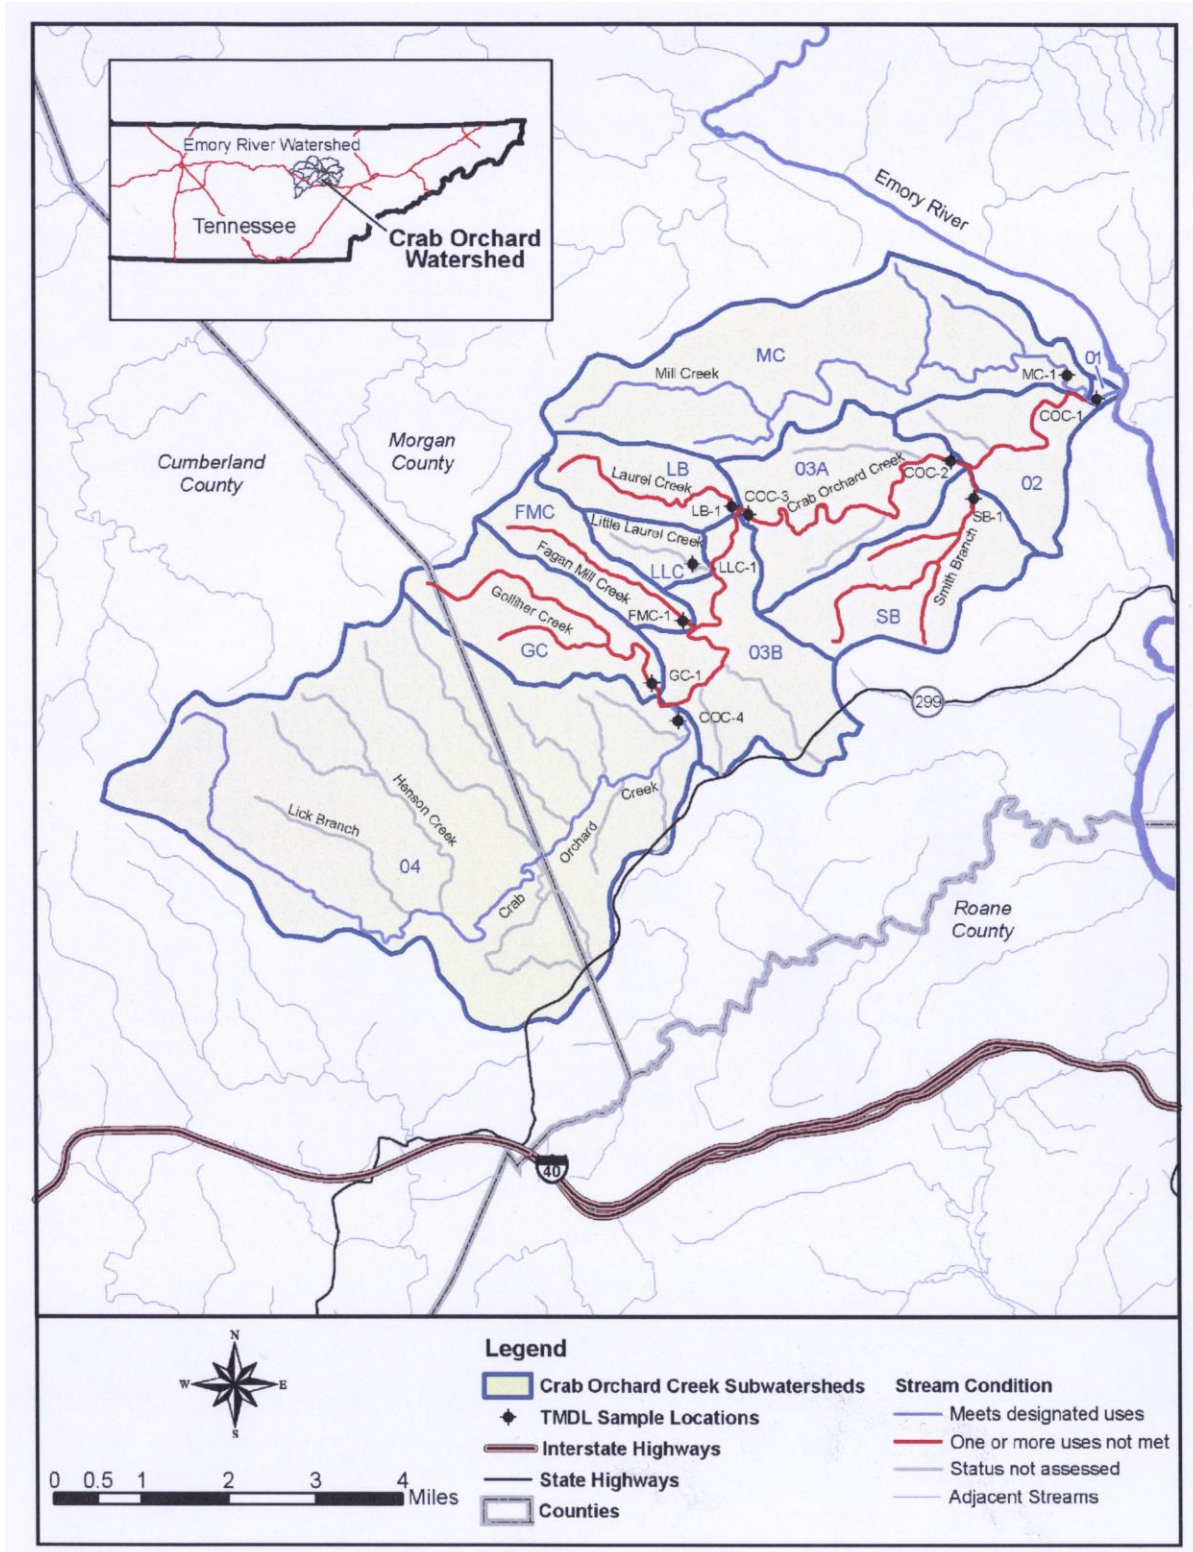 Emory River Watershed
Tennessee
Crab Orchard
Watershed
Emory River
MC
01
Mill Creek
MC-1
COC-1
Morgan
County
Cumberland
County
LB
03A
Laurel Creek
Crab Orchard Creek
COC-2
02
COC-3
LB-1
SB-1
FMC
Little Laurel Creek
LLC
LLC-1
Fagan Mill Creek
Smith Branch
Golliher Creek
FMC-1
SB
GC
03B
GC-1
299
COC-4
Henson Creek
Lick Branch
Creek
Orchard
Crab
04
Roane
County
40
N
W
E
S
Legend
Crab Orchard Creek Subwatersheds
TMDL Sample Locations
Interstate Highways
State Highways
Counties
Stream Condition
Meets designated uses
One or more uses not met
Status not assessed
Adjacent Streams
0 0.5 1 2 3 4
Miles